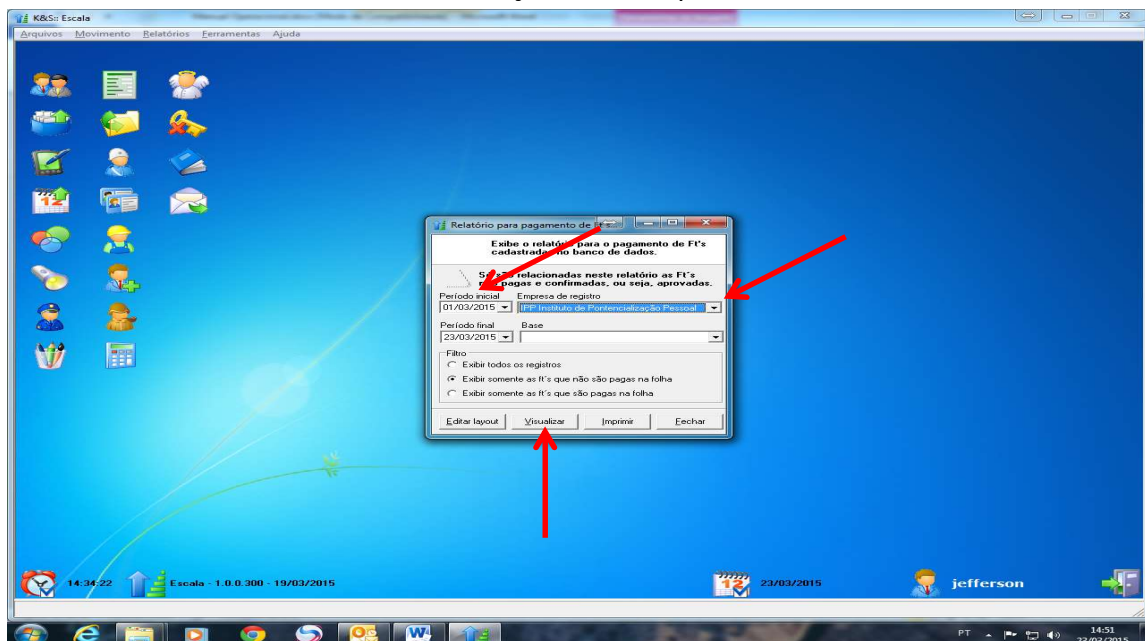 K&S:: Escala
Arquivos Movimento Relatórios Ferramentas Ajuda
Relatório para pagamento de
Exibe o relatório para o pagamento de Ft's
cadastradas no banco de dados.
relacionadas neste relatório as Ft's
pagas e confirmadas, ou seja, aprovadas.
Período inicial Empresa de registro
01/03/2015 IPP Instituto de Pontencialização Pessoal
Período final Base
23/03/2015
Filtro
Exibir todos os registros
Exibir somente as ft's que não são pagas na folha
Exibir somente as ft's que são pagas na folha
Editar layout Visualizar Imprimir Fechar
14:34:22 Escala - 1.0.0.300 - 19/03/2015 12 23/03/2015 jefferson
PT 14:51
23/03/2015